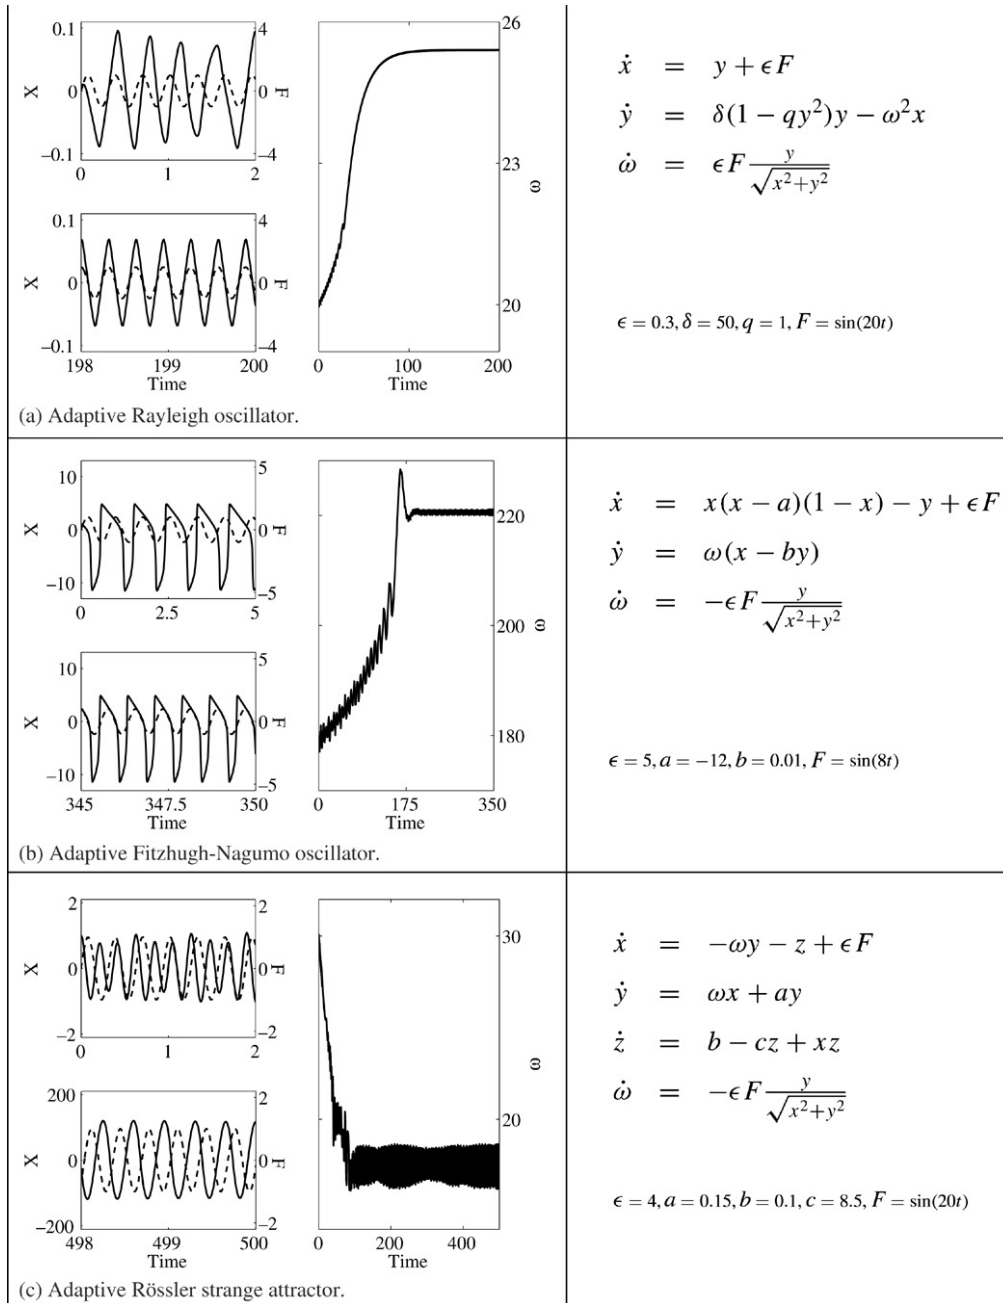 0.1
0
−0.1
X
4
0
−4
F
0
1
2
0.1
0
−0.1
X
4
0
−4
F
198
199
200
Time
26
23
20
ω
0
100
200
Time
ẋ = y + ϵF
ẏ = δ(1 − qy²)y − ω²x
ω̇ = ϵF y/√(x²+y²)
ϵ = 0.3, δ = 50, q = 1, F = sin(20t)
(a) Adaptive Rayleigh oscillator.
10
0
−10
X
5
0
−5
F
0
2.5
5
10
0
−10
X
5
0
−5
F
345
347.5
350
Time
220
200
180
ω
0
175
350
Time
ẋ = x(x − a)(1 − x) − y + ϵF
ẏ = ω(x − by)
ω̇ = −ϵF y/√(x²+y²)
ϵ = 5, a = −12, b = 0.01, F = sin(8t)
(b) Adaptive Fitzhugh-Nagumo oscillator.
2
0
−2
X
2
0
−2
F
0
1
2
200
0
−200
X
2
0
−2
F
498
499
500
Time
30
20
ω
0
200
400
Time
ẋ = −ωy − z + ϵF
ẏ = ωx + ay
ż = b − cz + xz
ω̇ = −ϵF y/√(x²+y²)
ϵ = 4, a = 0.15, b = 0.1, c = 8.5, F = sin(20t)
(c) Adaptive Rössler strange attractor.